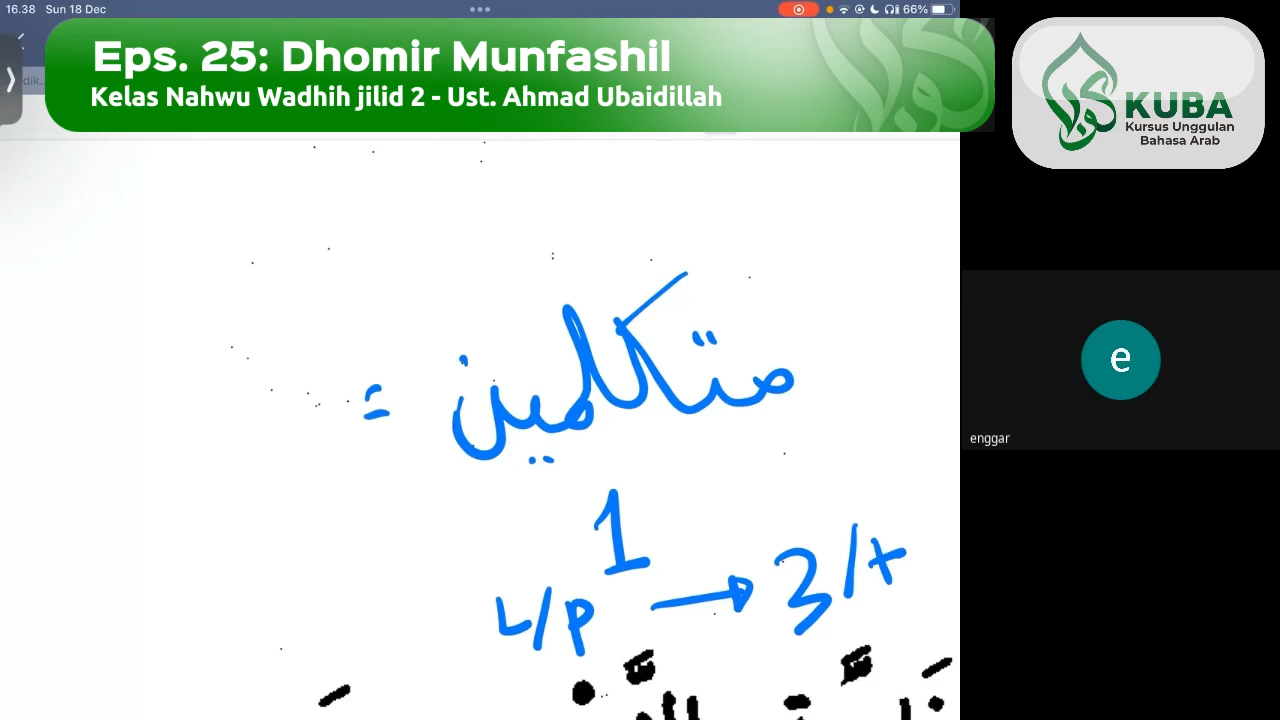 16.38 Sun 18 Dec
66%
Eps. 25: Dhomir Munfashil
Kelas Nahwu Wadhih jilid 2 - Ust. Ahmad Ubaidillah
KUBA
Kursus Unggulan
Bahasa Arab
متكلمين =
1
L/P → 3/+
e
enggar